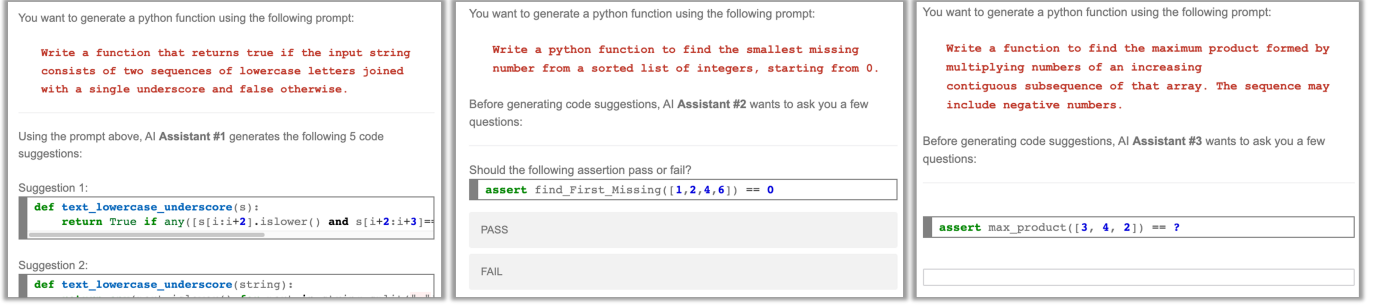 You want to generate a python function using the following prompt:
Write a function that returns true if the input string
consists of two sequences of lowercase letters joined
with a single underscore and false otherwise.
Using the prompt above, AI Assistant #1 generates the following 5 code
suggestions:
Suggestion 1:
def text_lowercase_underscore(s):
return True if any([s[i:i+2].islower() and s[i+2:i+3]==
Suggestion 2:
def text_lowercase_underscore(string):
You want to generate a python function using the following prompt:
Write a python function to find the smallest missing
number from a sorted list of integers, starting from 0.
Before generating code suggestions, AI Assistant #2 wants to ask you a few
questions:
Should the following assertion pass or fail?
assert find_First_Missing([1,2,4,6]) == 0
PASS
FAIL
You want to generate a python function using the following prompt:
Write a function to find the maximum product formed by
multiplying numbers of an increasing
contiguous subsequence of that array. The sequence may
include negative numbers.
Before generating code suggestions, AI Assistant #3 wants to ask you a few
questions:
assert max_product([3, 4, 2]) == ?